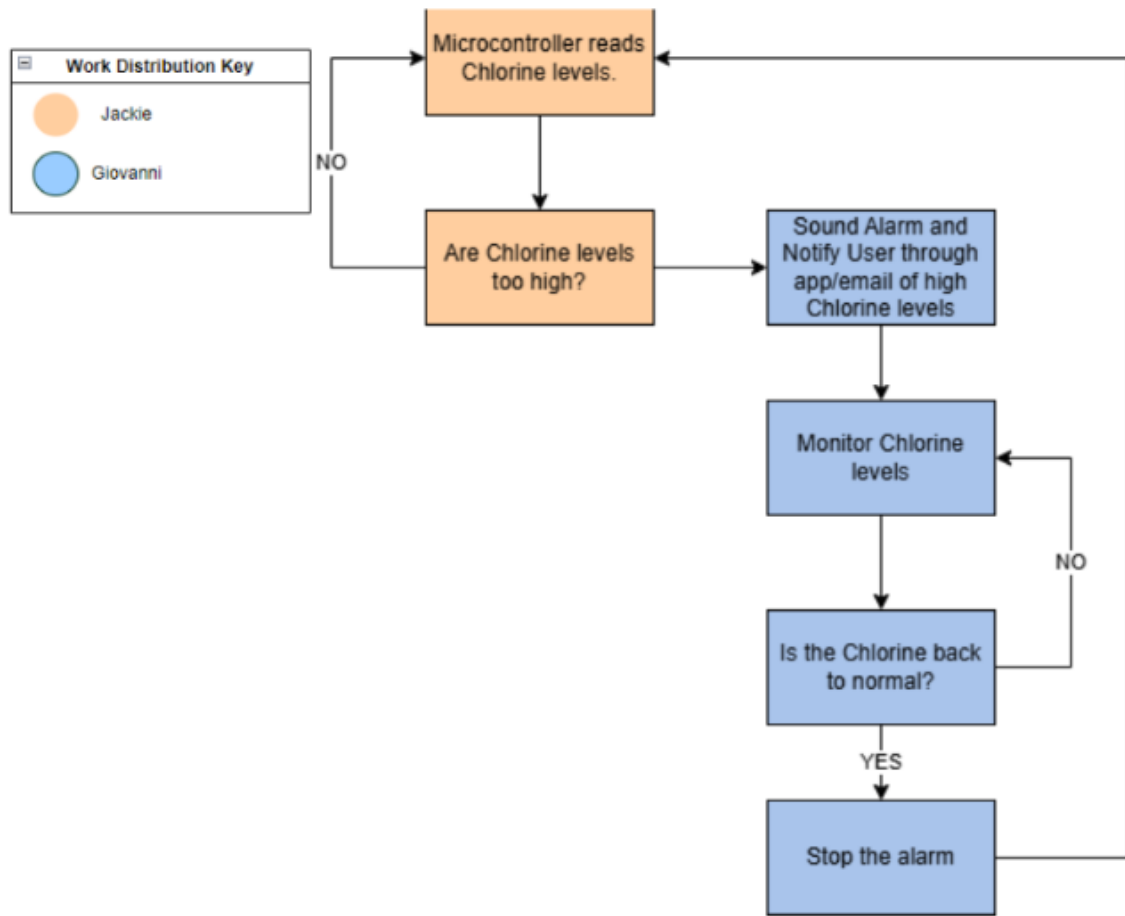 Work Distribution Key
Jackie
Giovanni
Microcontroller reads
Chlorine levels.
NO
Are Chlorine levels
too high?
Sound Alarm and
Notify User through
app/email of high
Chlorine levels
Monitor Chlorine
levels
NO
Is the Chlorine back
to normal?
YES
Stop the alarm